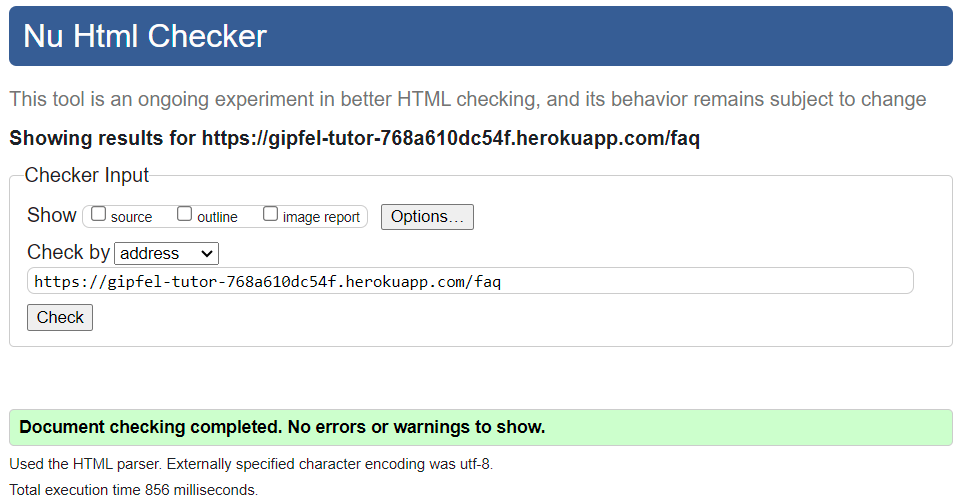 Nu Html Checker
This tool is an ongoing experiment in better HTML checking, and its behavior remains subject to change
Showing results for https://gipfel-tutor-768a610dc54f.herokuapp.com/faq
Checker Input
Show source outline image report Options...
Check by address
https://gipfel-tutor-768a610dc54f.herokuapp.com/faq
Check
Document checking completed. No errors or warnings to show.
Used the HTML parser. Externally specified character encoding was utf-8.
Total execution time 856 milliseconds.